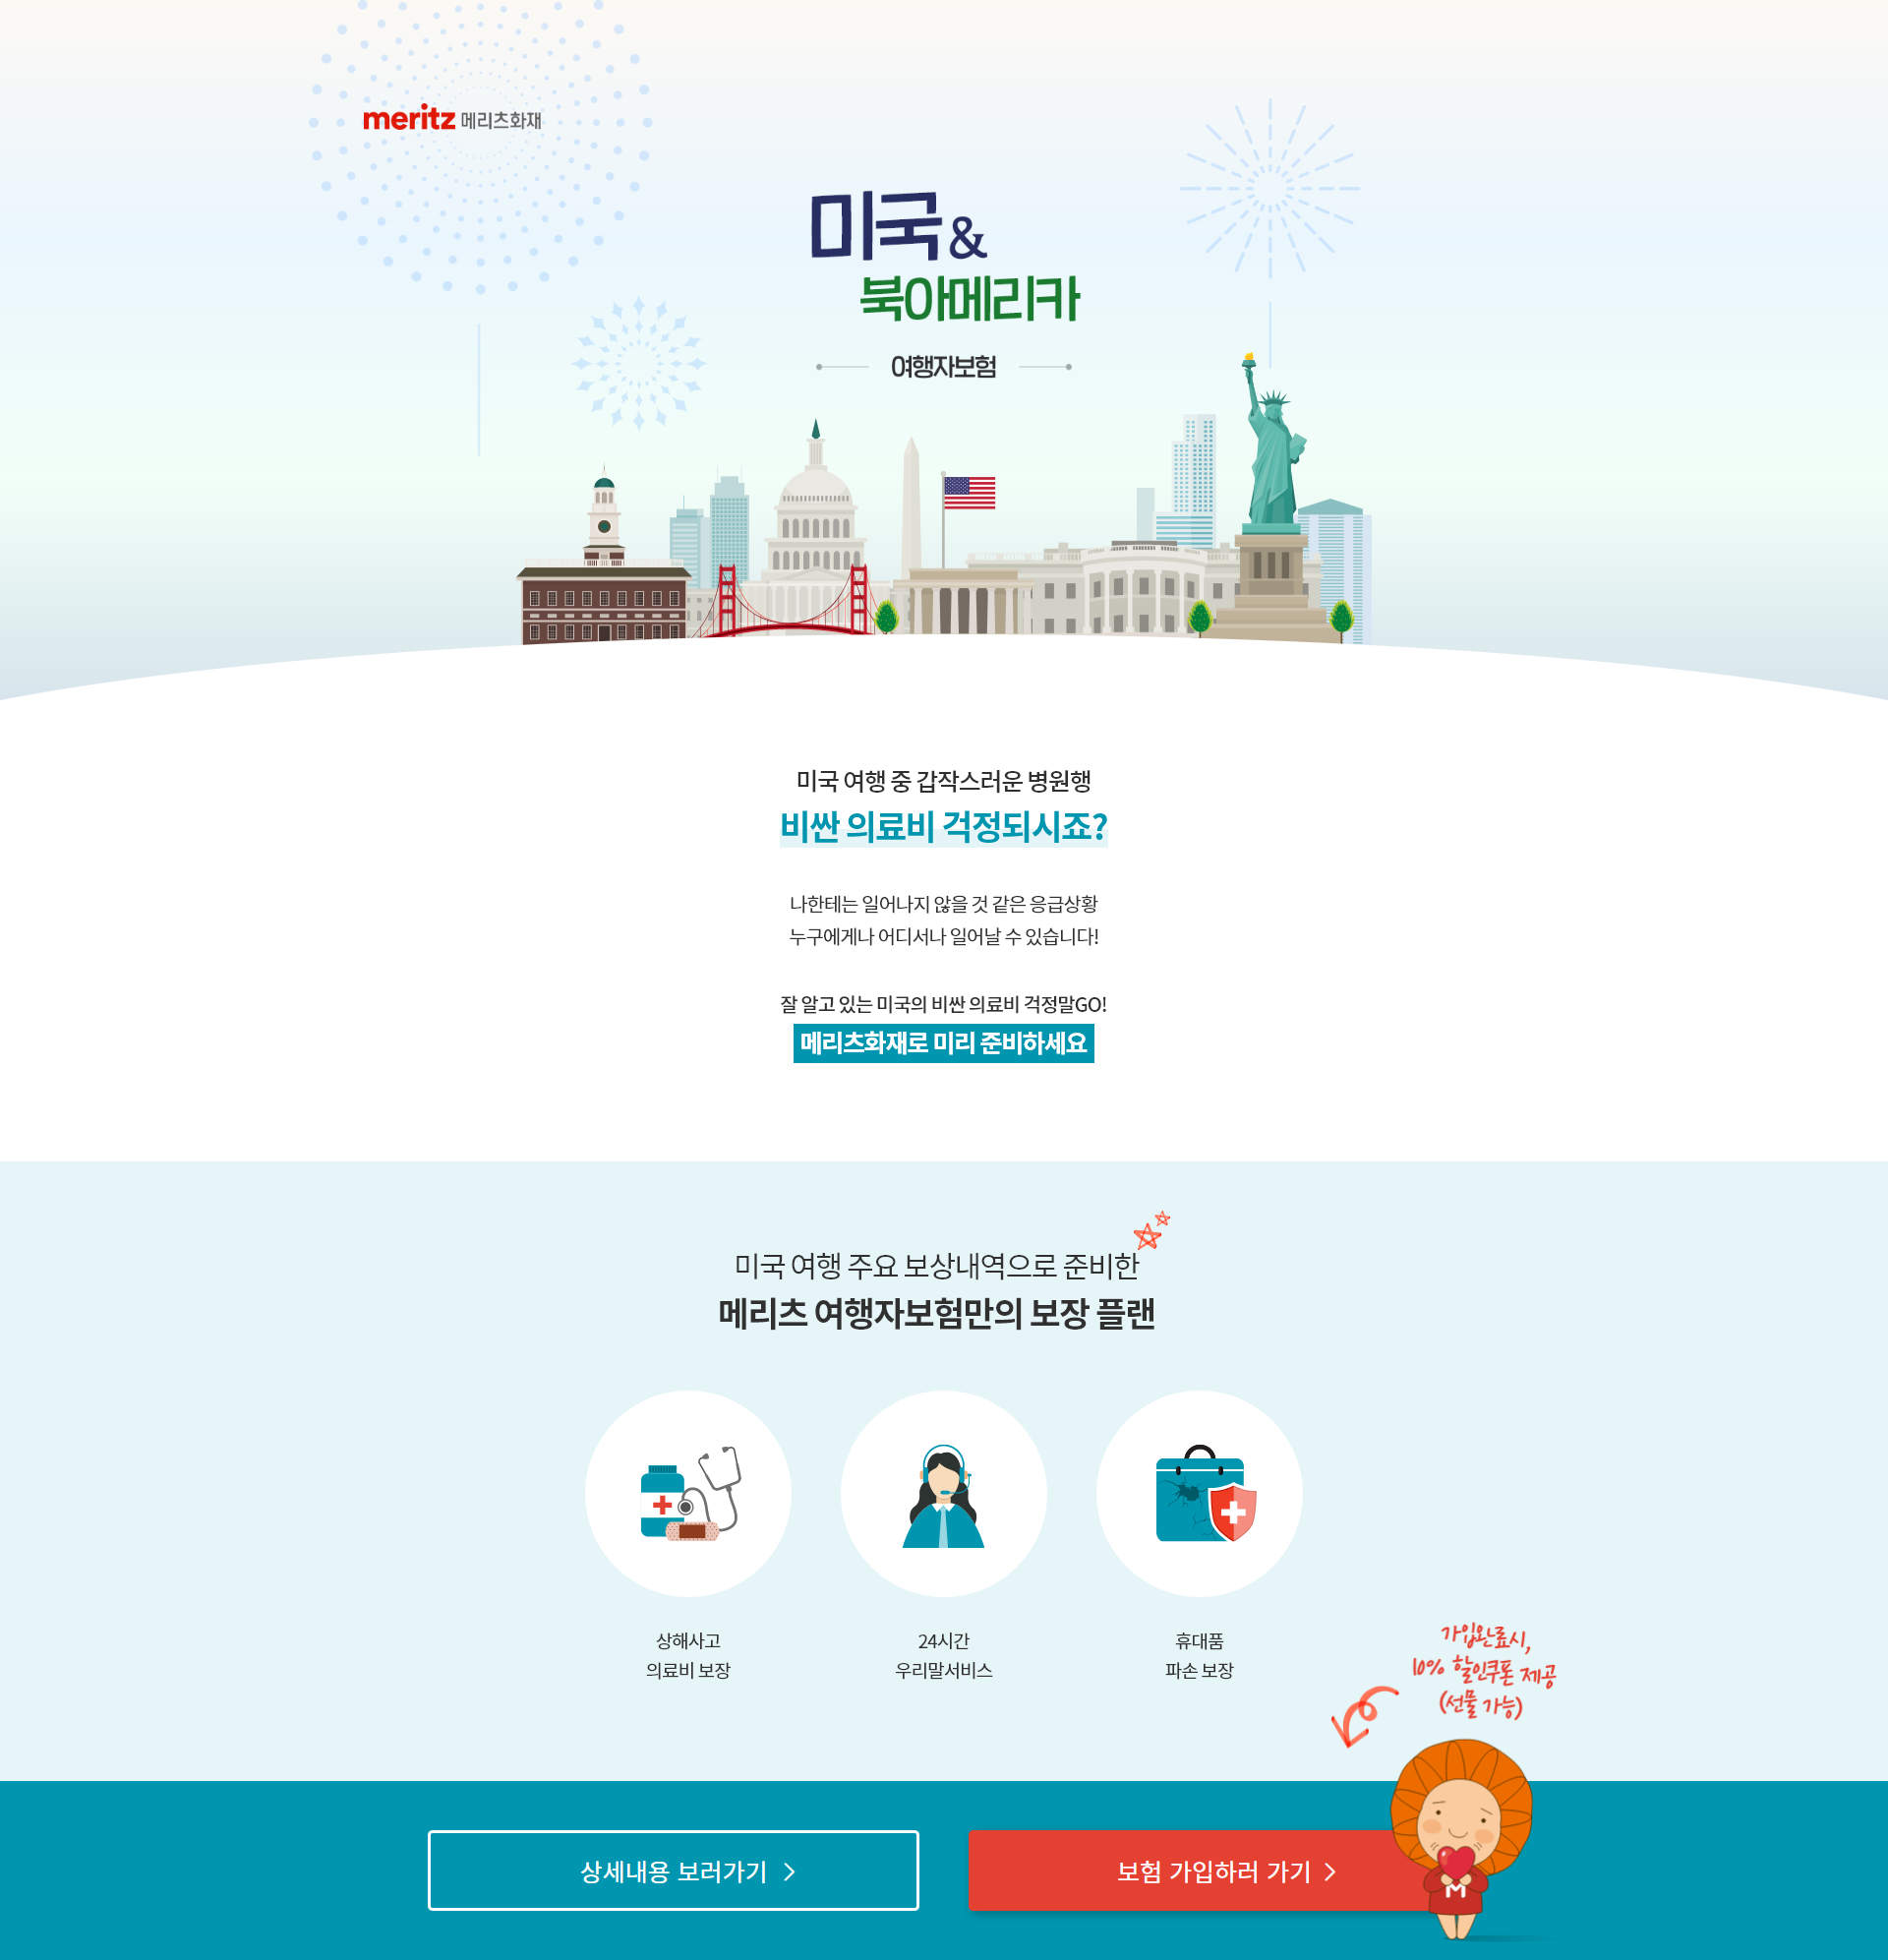 meritz 메리츠화재
미국 &
북아메리카
여행자보험
미국 여행 중 갑작스러운 병원행
비싼 의료비 걱정되시죠?
나한테는 일어나지 않을 것 같은 응급상황
누구에게나 어디서나 일어날 수 있습니다!
잘 알고 있는 미국의 비싼 의료비 걱정말GO!
메리츠화재로 미리 준비하세요
미국 여행 주요 보상내역으로 준비한
메리츠 여행자보험만의 보장 플랜
상해사고
의료비 보장
24시간
우리말서비스
휴대품
파손 보장
가입완료시,
10% 할인쿠폰 제공
(선물 가능)
상세내용 보러가기
보험 가입하러 가기
M